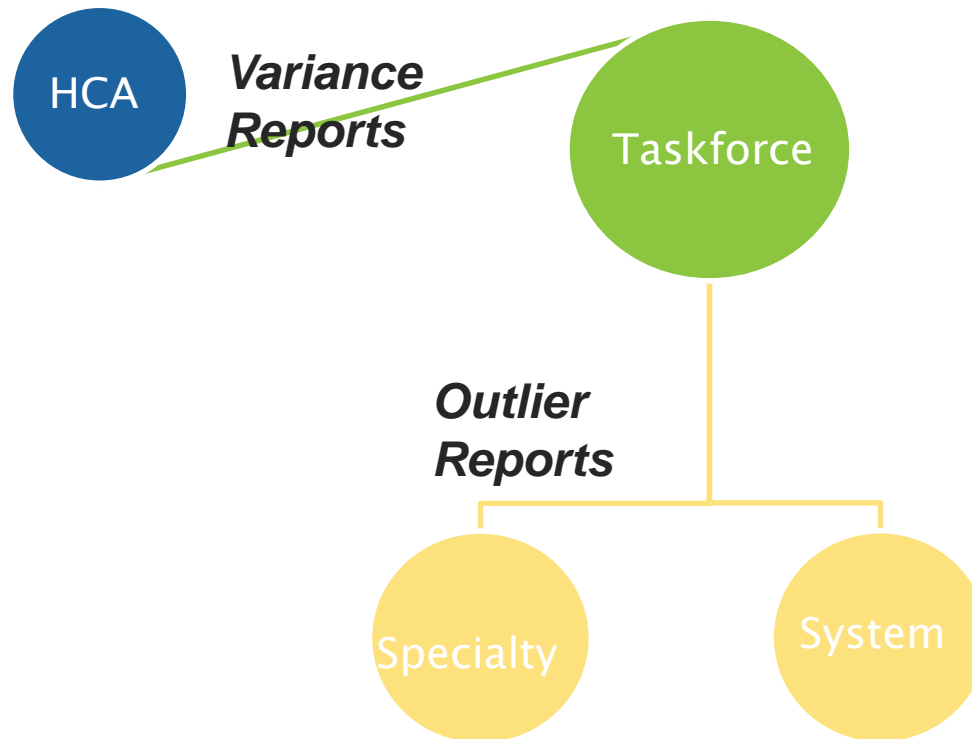 HCA
Variance
Reports
Taskforce
Outlier
Reports
Specialty
System